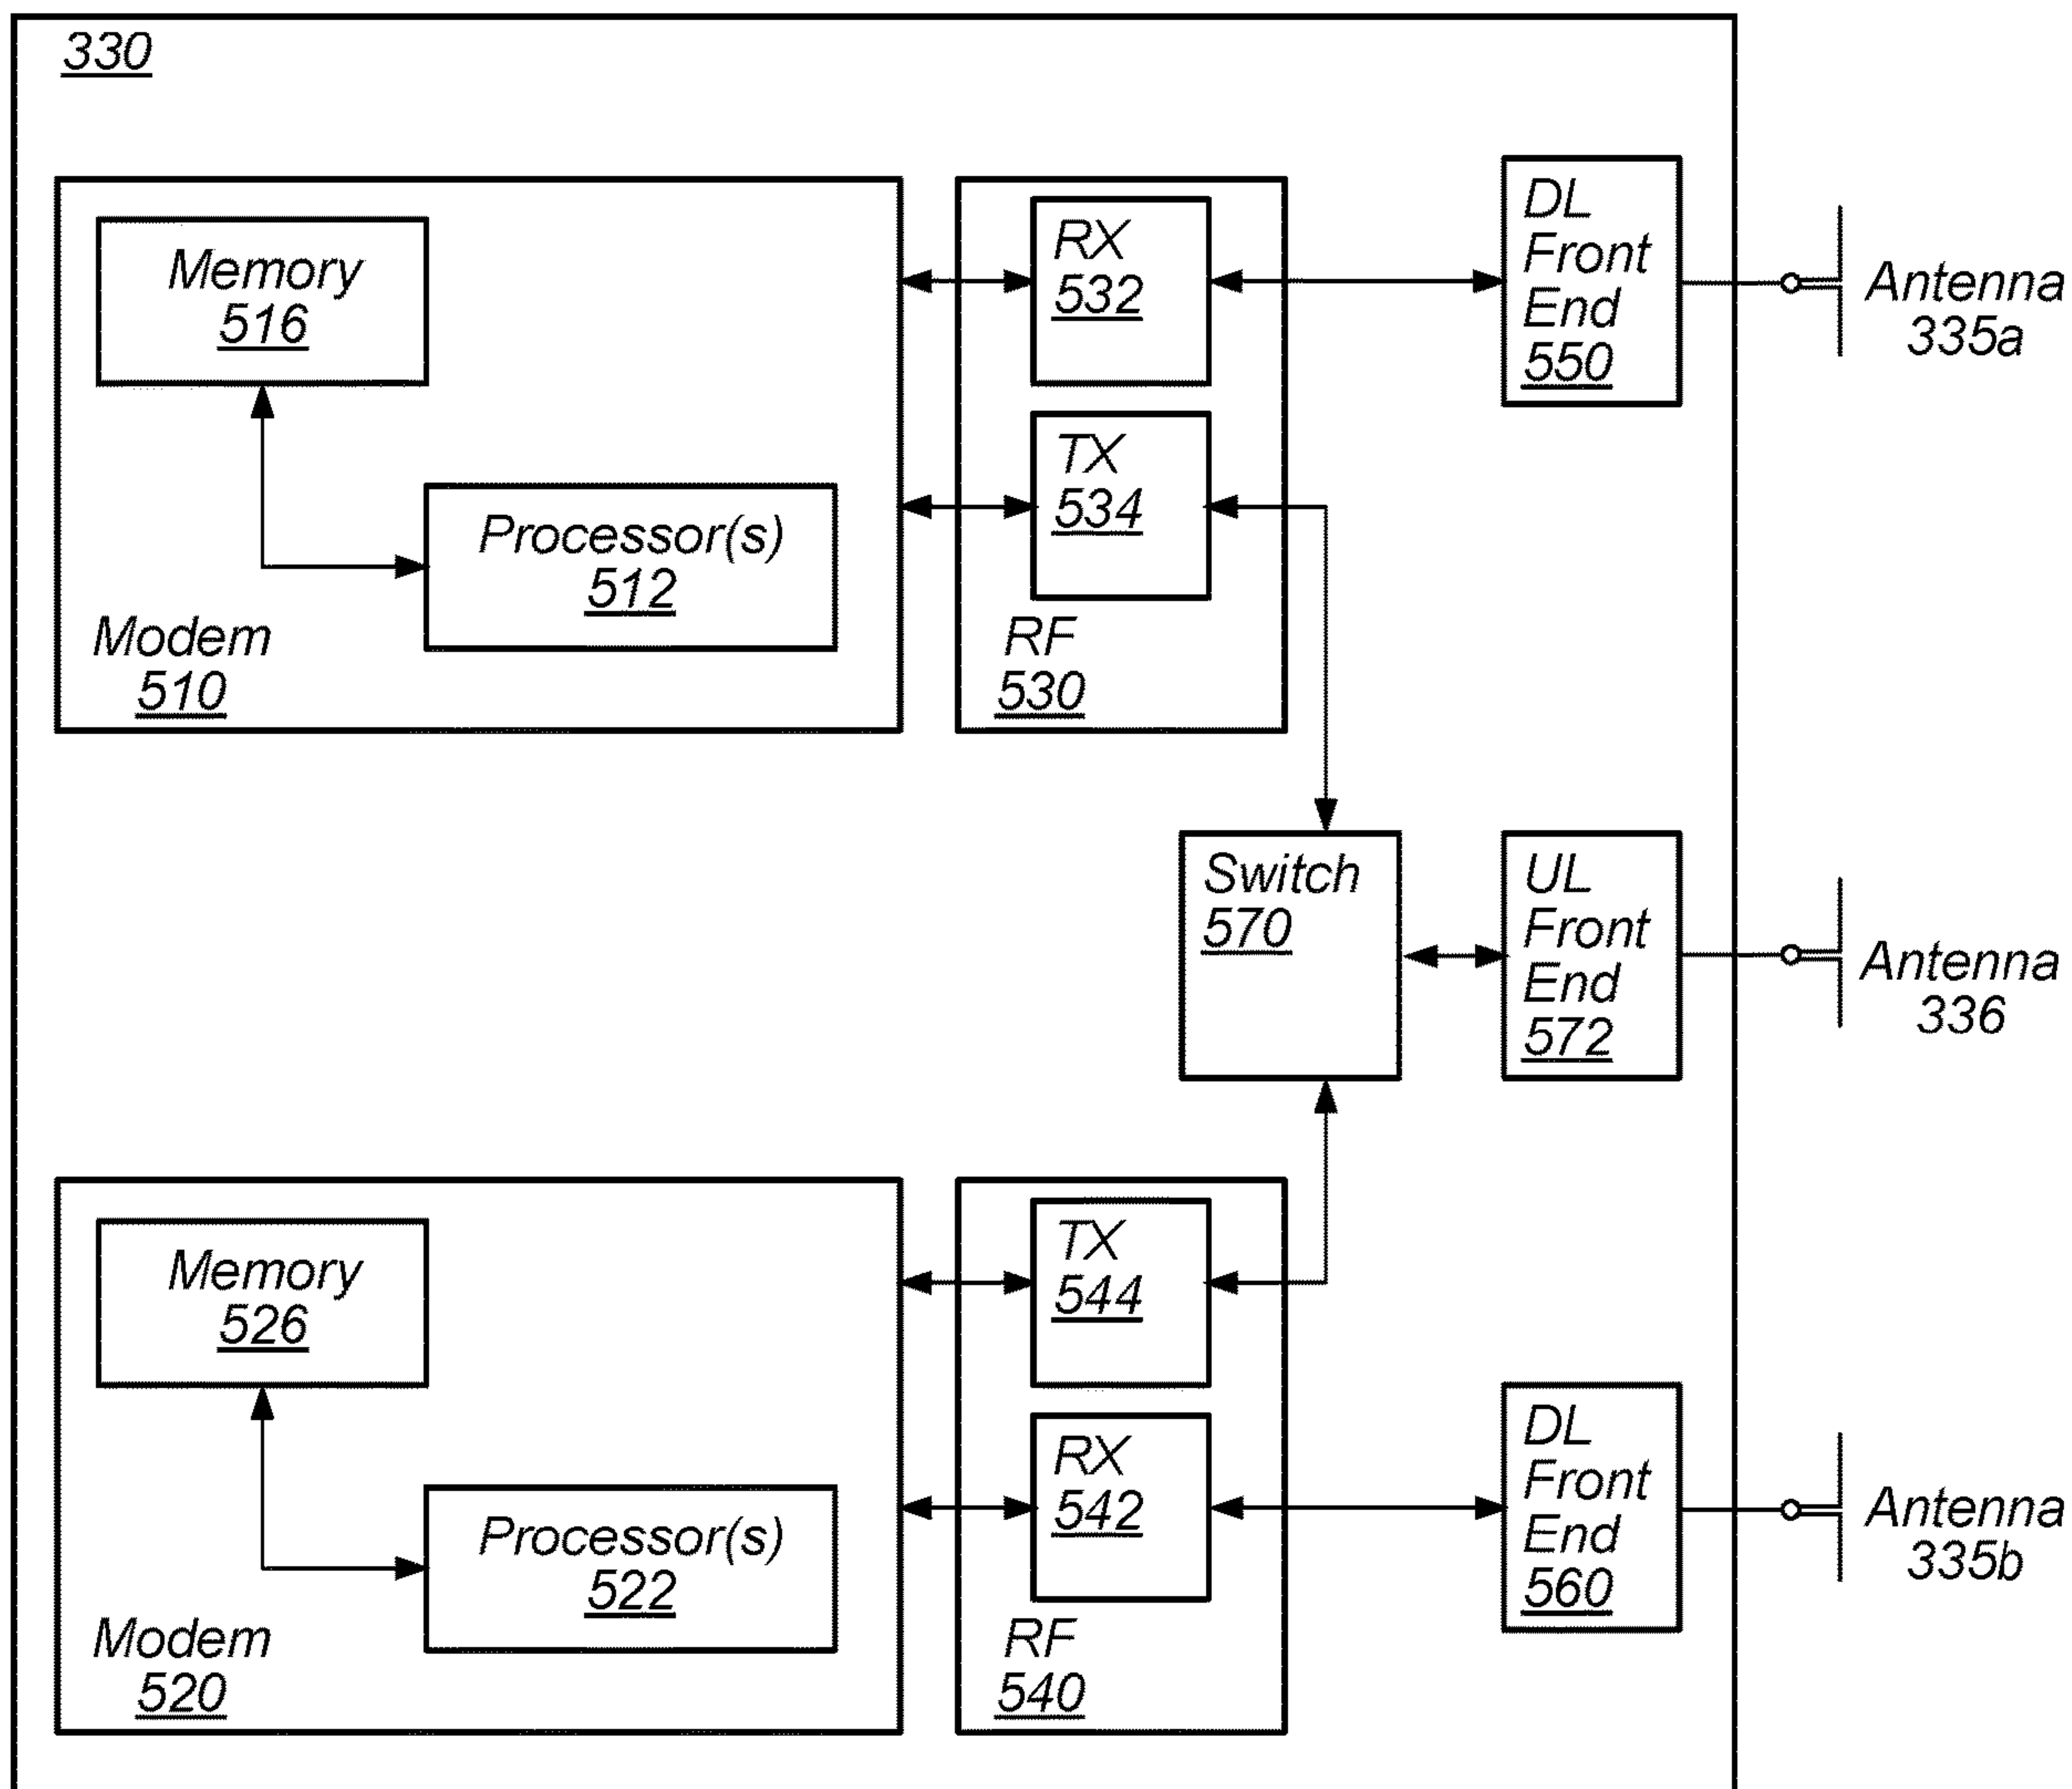 330
Memory
516
Processor(s)
512
Modem
510
RX
532
TX
534
RF
530
DL
Front
End
550
Antenna
335a
Switch
570
UL
Front
End
572
Antenna
336
Memory
526
Processor(s)
522
Modem
520
TX
544
RX
542
RF
540
DL
Front
End
560
Antenna
335b